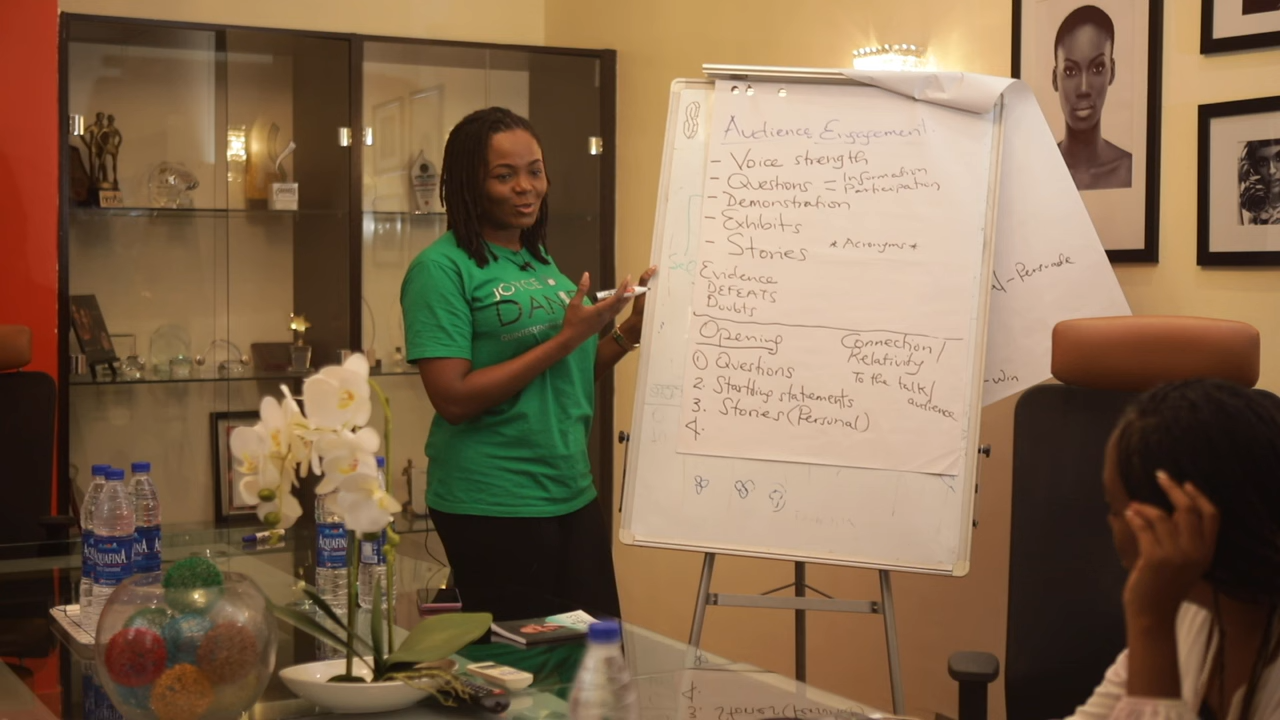 Audience Engagement
- Voice strength
- Questions = Information
Participation
- Demonstration
- Exhibits
- Stories * Acronyms *
Evidence
DEFEATS
Doubts
Opening
Connection/
Relativity
To the talk/
audience
① Questions
2. Startling statements
3. Stories (Personal)
4.
- Persuade
- Win
JOYCE
DAN
AQUAFINA
AQUAFINA